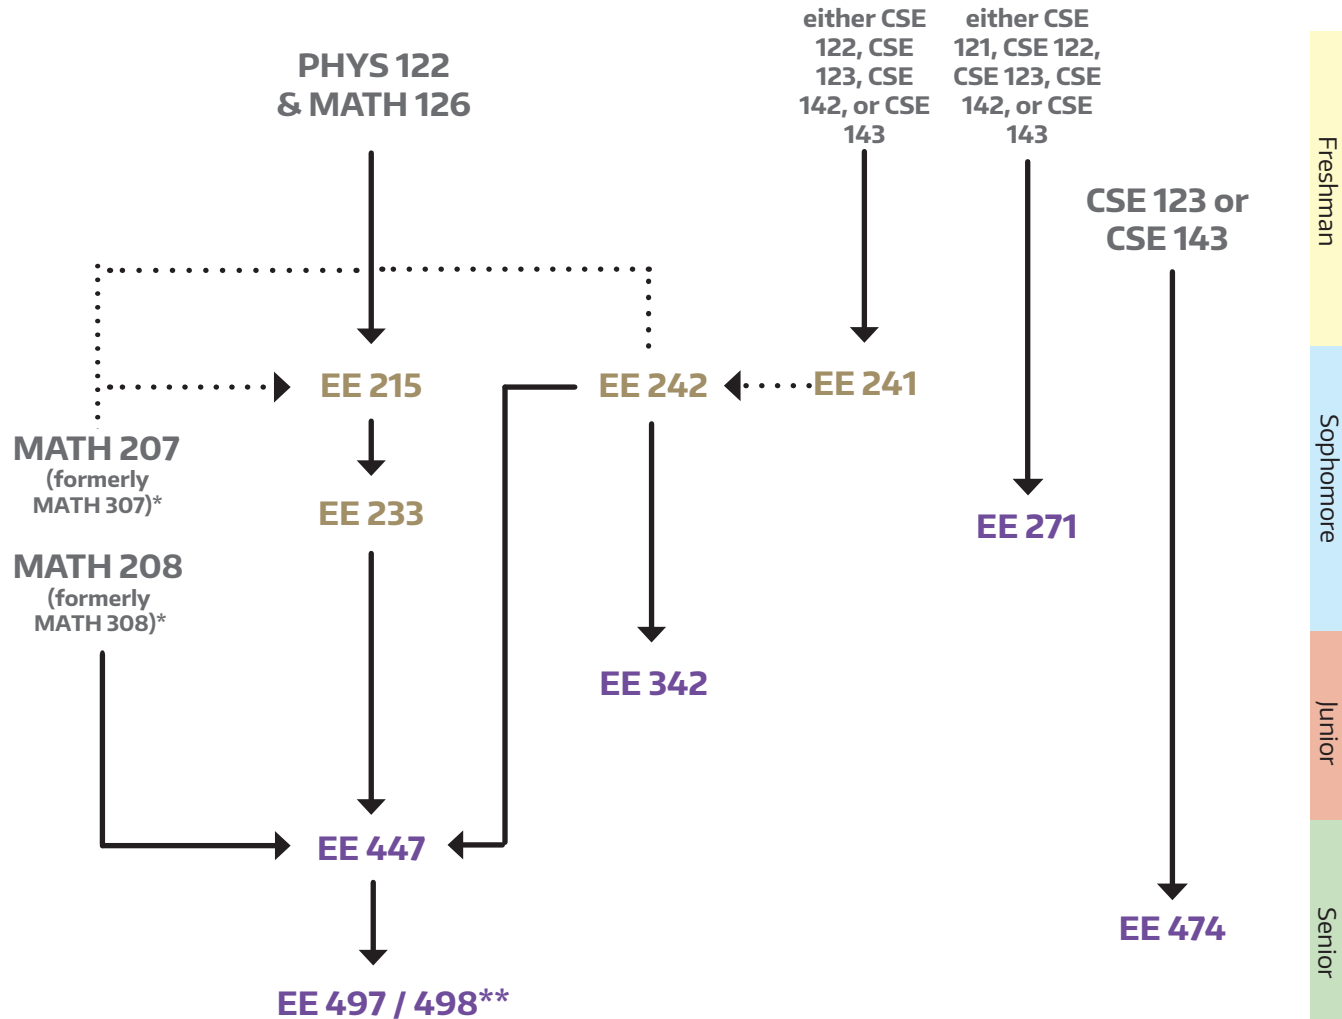 PHYS 122
& MATH 126
either CSE
122, CSE
123, CSE
142, or CSE
143
either CSE
121, CSE 122,
CSE 123, CSE
142, or CSE
143
CSE 123 or
CSE 143
Freshman
EE 215
EE 242
EE 241
MATH 207
(formerly
MATH 307)*
EE 233
EE 271
Sophomore
MATH 208
(formerly
MATH 308)*
EE 342
Junior
EE 447
EE 474
Senior
EE 497 / 498**